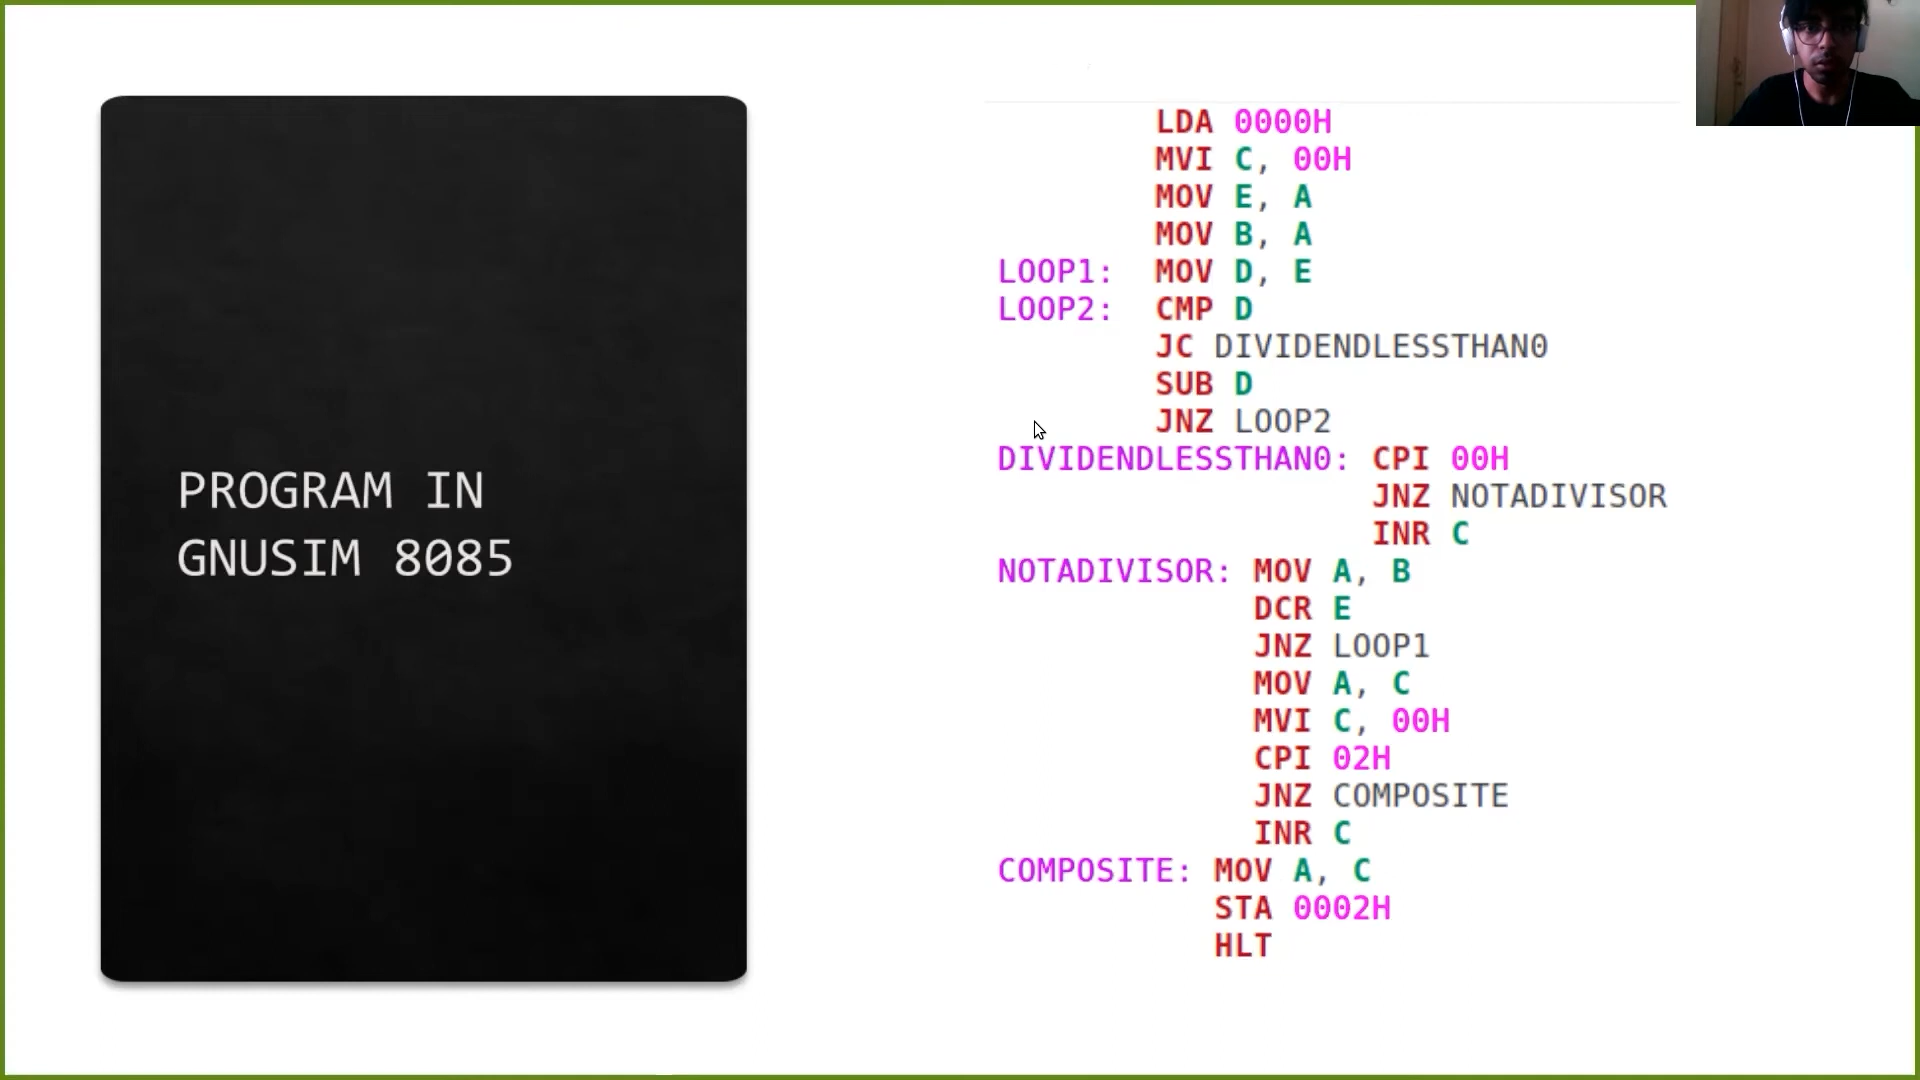 PROGRAM IN
GNUSIM 8085
LDA 0000H
MVI C, 00H
MOV E, A
MOV B, A
LOOP1: MOV D, E
LOOP2: CMP D
JC DIVIDENDLESSTHAN0
SUB D
JNZ LOOP2
DIVIDENDLESSTHAN0: CPI 00H
JNZ NOTADIVISOR
INR C
NOTADIVISOR: MOV A, B
DCR E
JNZ LOOP1
MOV A, C
MVI C, 00H
CPI 02H
JNZ COMPOSITE
INR C
COMPOSITE: MOV A, C
STA 0002H
HLT